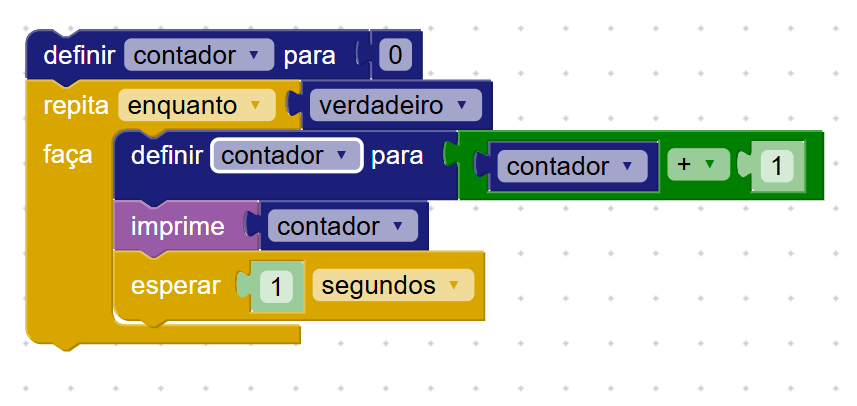 definir contador para 0
repita enquanto verdadeiro
faça definir contador para contador + 1
imprime contador
esperar 1 segundos